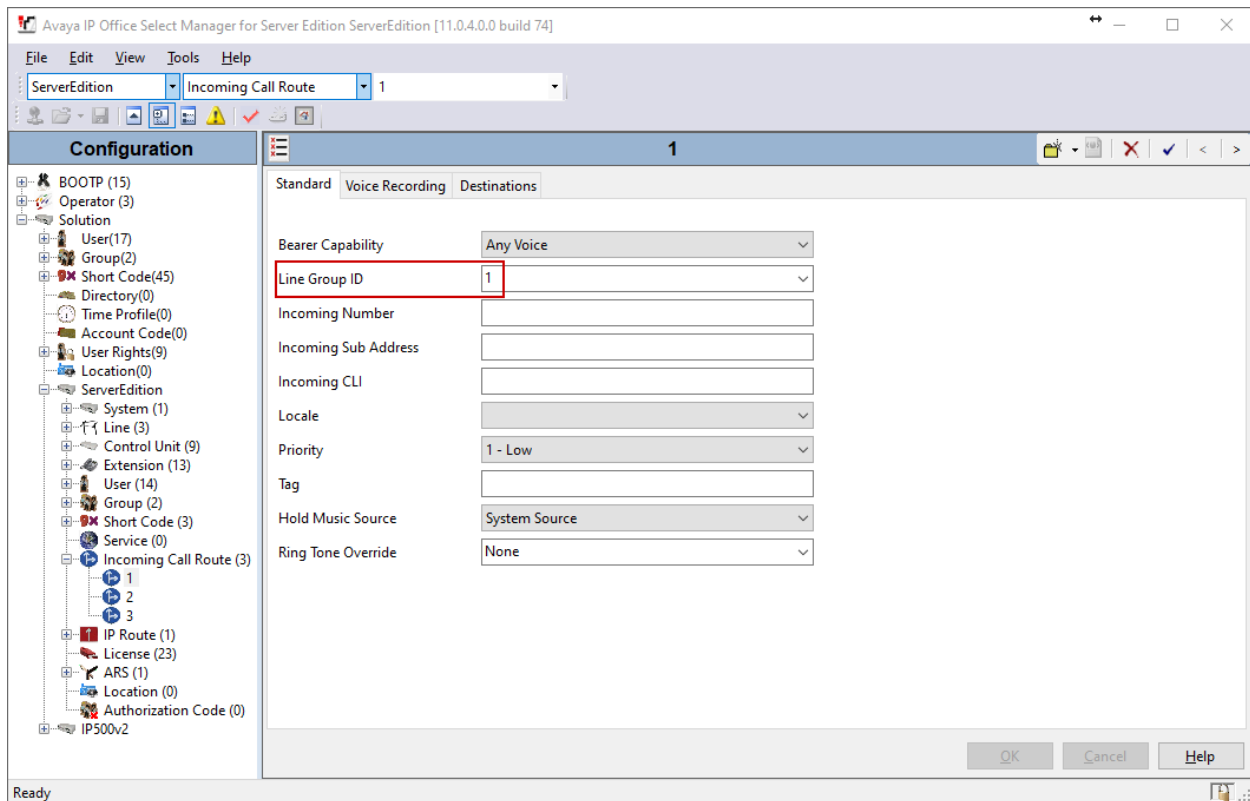 Avaya IP Office Select Manager for Server Edition ServerEdition [11.0.4.0.0 build 74]
File Edit View Tools Help
ServerEdition Incoming Call Route 1
Configuration
1
BOOTP (15)
Operator (3)
Solution
User(17)
Group(2)
Short Code(45)
Directory(0)
Time Profile(0)
Account Code(0)
User Rights(9)
Location(0)
ServerEdition
System (1)
Line (3)
Control Unit (9)
Extension (13)
User (14)
Group (2)
Short Code (3)
Service (0)
Incoming Call Route (3)
1
2
3
IP Route (1)
License (23)
ARS (1)
Location (0)
Authorization Code (0)
IP500v2
Standard Voice Recording Destinations
Bearer Capability Any Voice
Line Group ID 1
Incoming Number
Incoming Sub Address
Incoming CLI
Locale
Priority 1 - Low
Tag
Hold Music Source System Source
Ring Tone Override None
OK Cancel Help
Ready